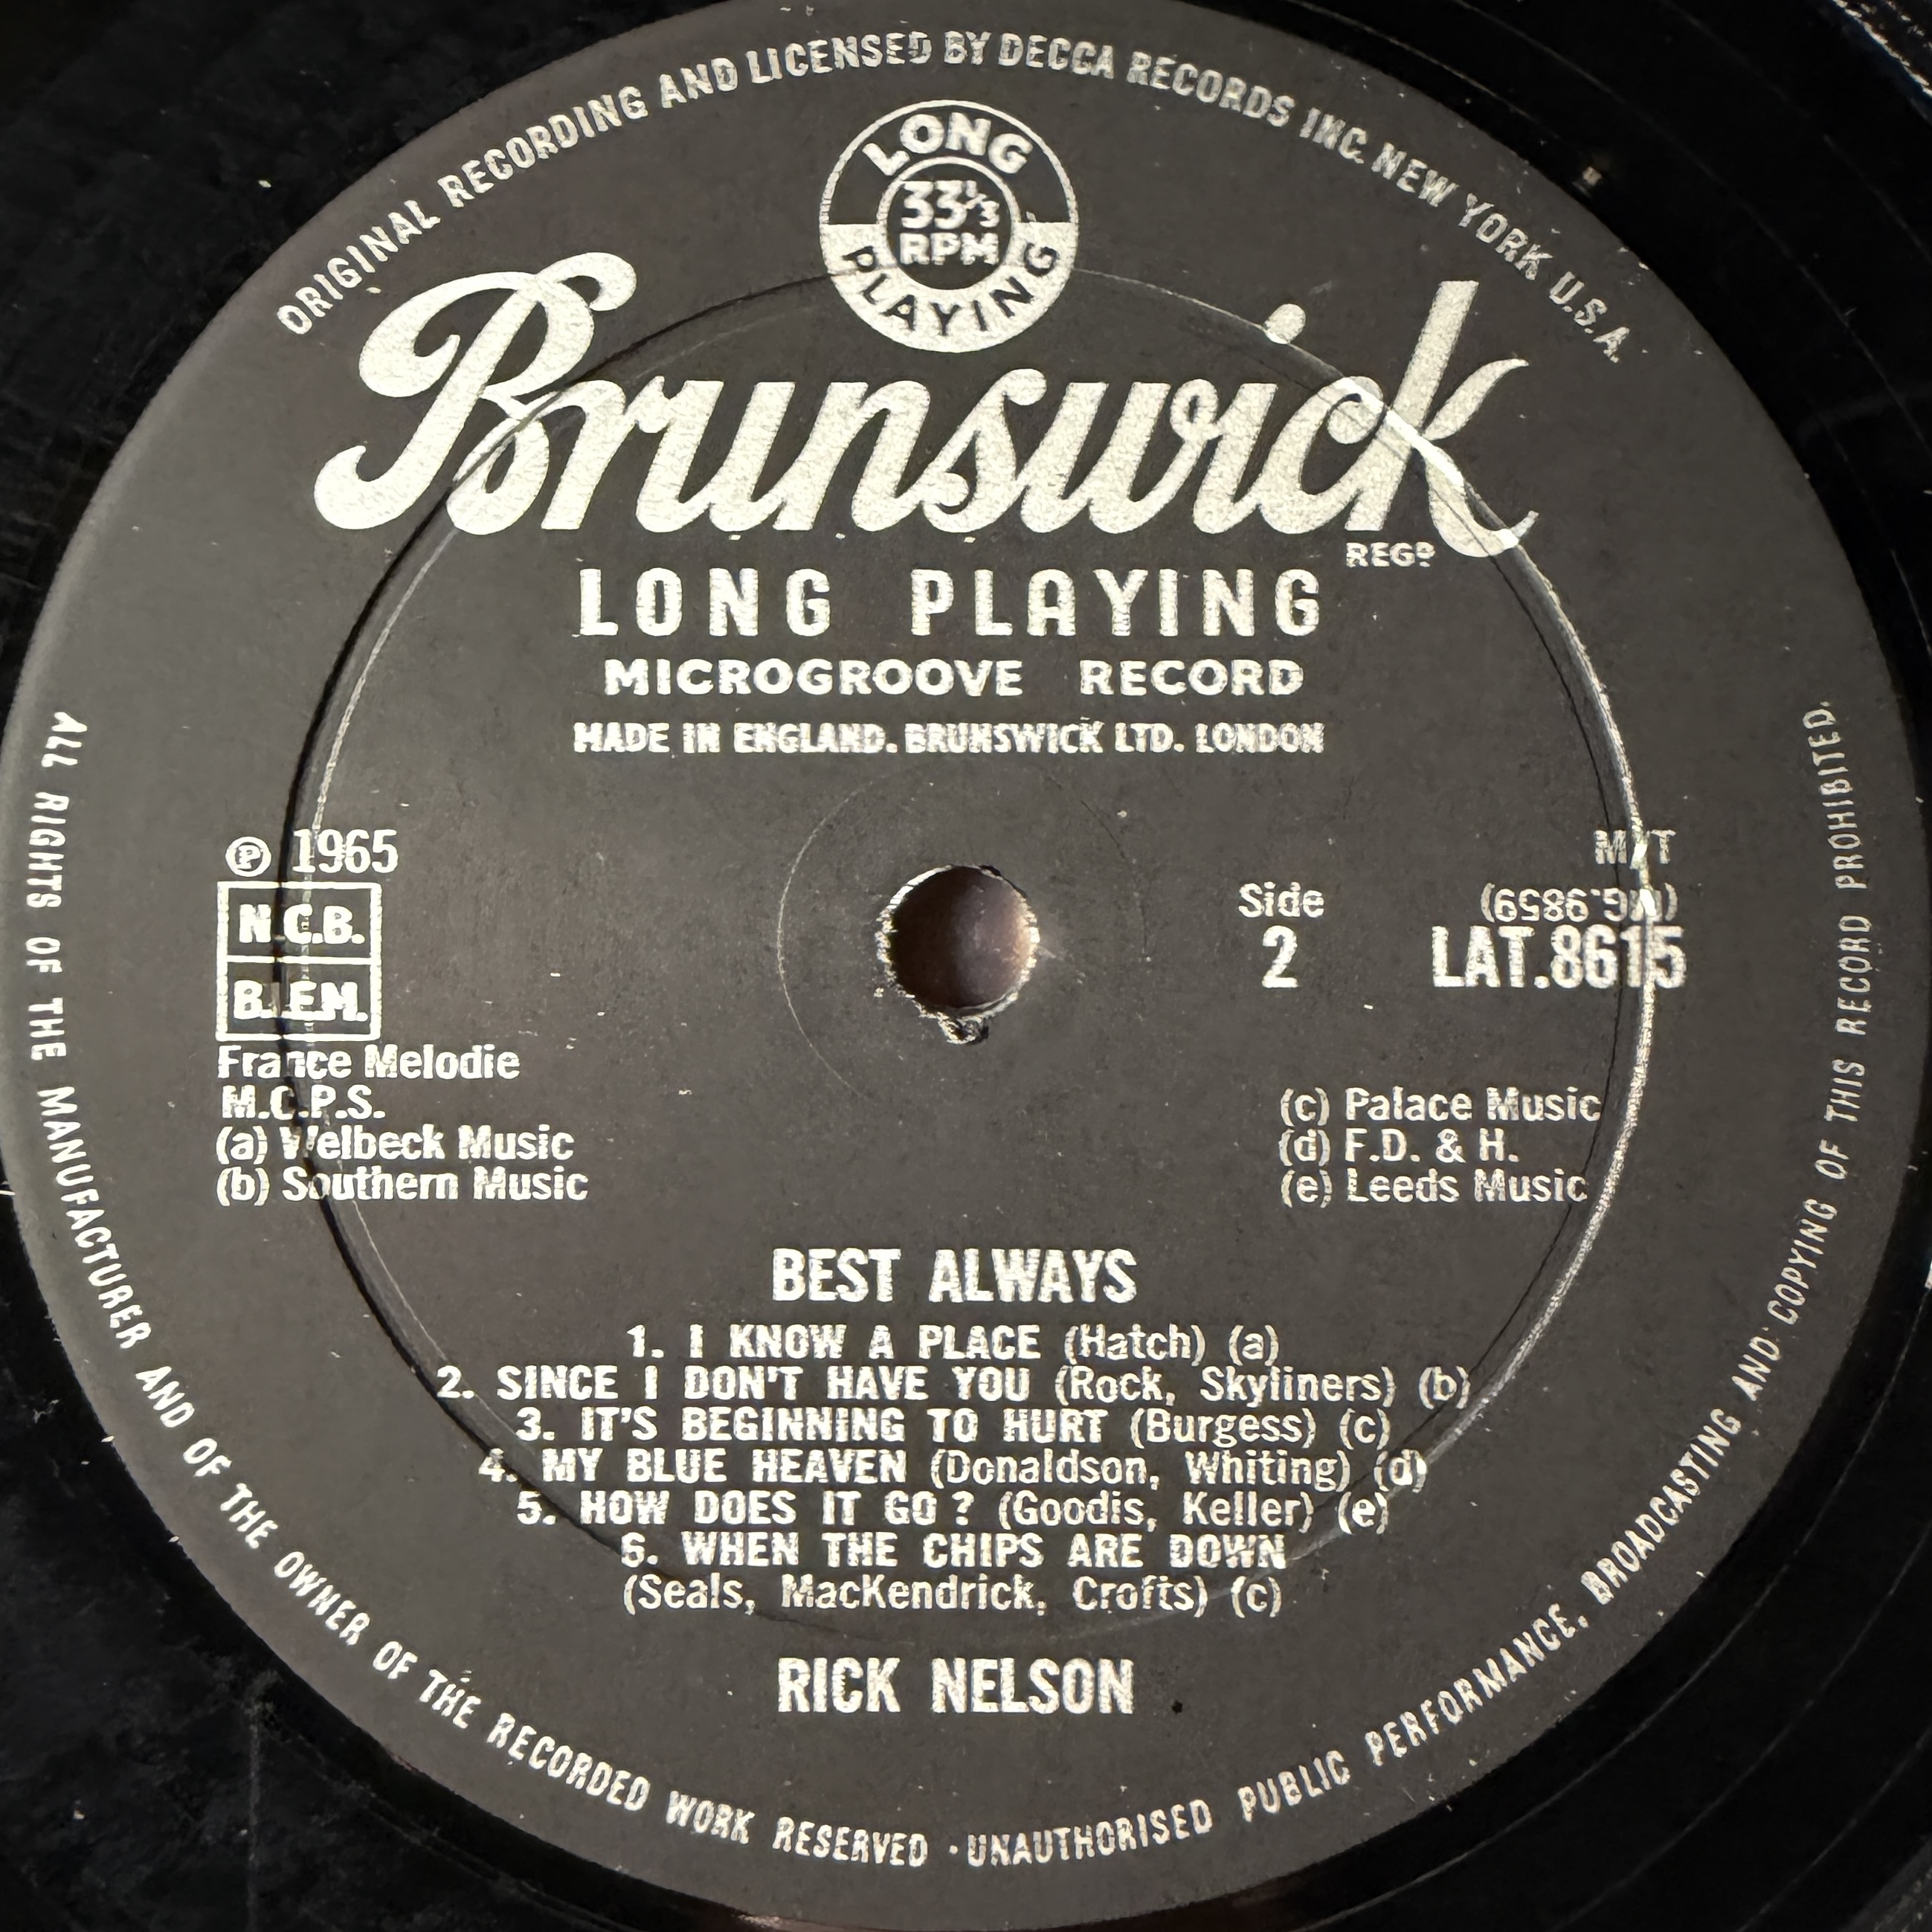 ORIGINAL RECORDING AND LICENSED BY DECCA RECORDS INC. NEW YORK U.S.A.
LONG
33⅓
RPM
PLAYING
Brunswick
REGD
LONG PLAYING
MICROGROOVE RECORD
MADE IN ENGLAND. BRUNSWICK LTD. LONDON
℗ 1965
N.C.B.
B.I.E.M.
France Melodie
M.C.P.S.
(a) Welbeck Music
(b) Southern Music
M/T
Side
2
(MG.9859)
LAT.8615
(c) Palace Music
(d) F.D. & H.
(e) Leeds Music
BEST ALWAYS
1. I KNOW A PLACE (Hatch) (a)
2. SINCE I DON'T HAVE YOU (Rock, Skyliners) (b)
3. IT'S BEGINNING TO HURT (Burgess) (c)
4. MY BLUE HEAVEN (Donaldson, Whiting) (d)
5. HOW DOES IT GO? (Goodis, Keller) (e)
6. WHEN THE CHIPS ARE DOWN
(Seals, MacKendrick, Crofts) (c)
RICK NELSON
ALL RIGHTS OF THE MANUFACTURER AND OF THE OWNER OF THE RECORDED WORK RESERVED · UNAUTHORISED PUBLIC PERFORMANCE, BROADCASTING AND COPYING OF THIS RECORD PROHIBITED.